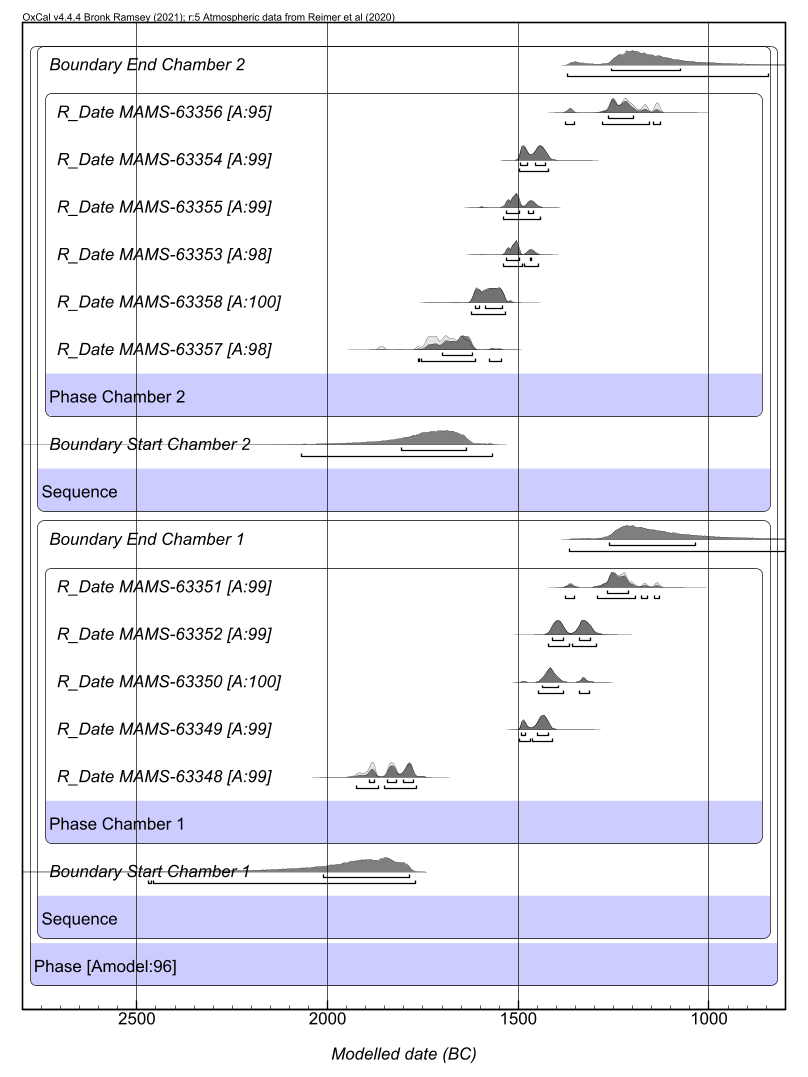 OxCal v4.4.4 Bronk Ramsey (2021); r:5 Atmospheric data from Reimer et al (2020)
Boundary End Chamber 2
R_Date MAMS-63356 [A:95]
R_Date MAMS-63354 [A:99]
R_Date MAMS-63355 [A:99]
R_Date MAMS-63353 [A:98]
R_Date MAMS-63358 [A:100]
R_Date MAMS-63357 [A:98]
Phase Chamber 2
Boundary Start Chamber 2
Sequence
Boundary End Chamber 1
R_Date MAMS-63351 [A:99]
R_Date MAMS-63352 [A:99]
R_Date MAMS-63350 [A:100]
R_Date MAMS-63349 [A:99]
R_Date MAMS-63348 [A:99]
Phase Chamber 1
Boundary Start Chamber 1
Sequence
Phase [Amodel:96]
2500 2000 1500 1000
Modelled date (BC)